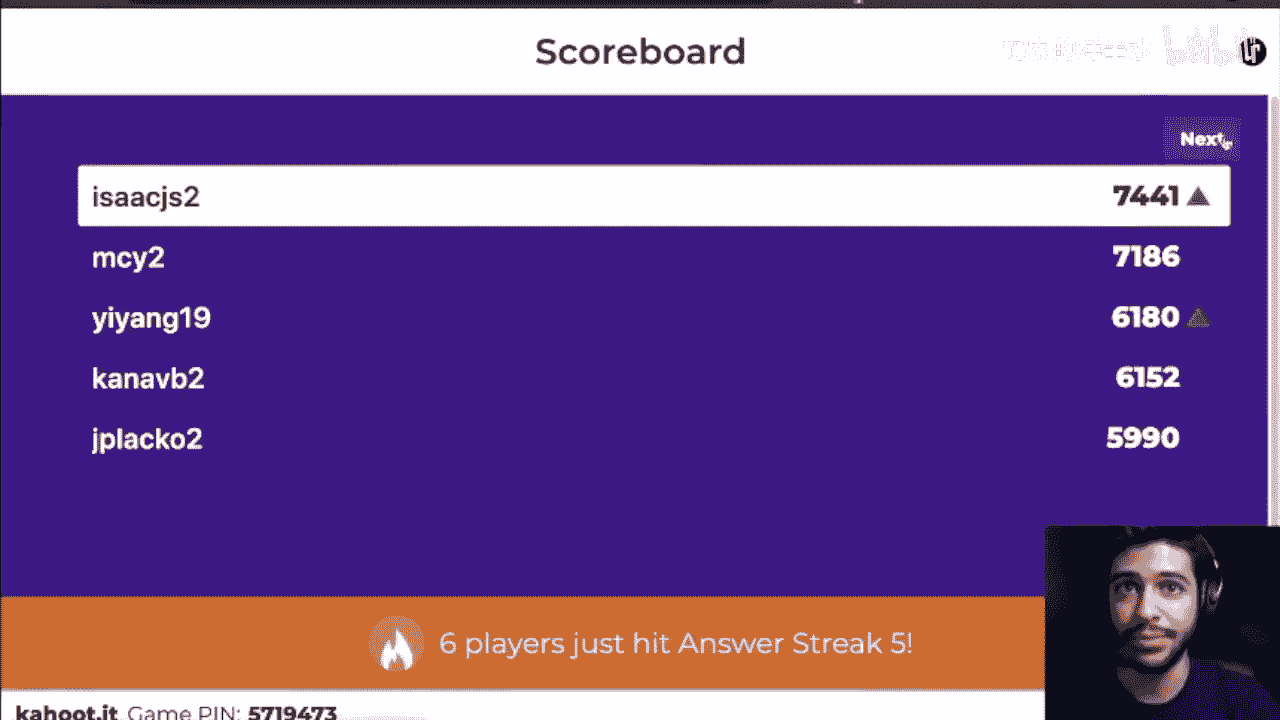 Scoreboard
Next
isaacjs2 7441
mcy2 7186
yiyang19 6180
kanavb2 6152
jplacko2 5990
6 players just hit Answer Streak 5!
kahoot.it Game PIN: 5719473